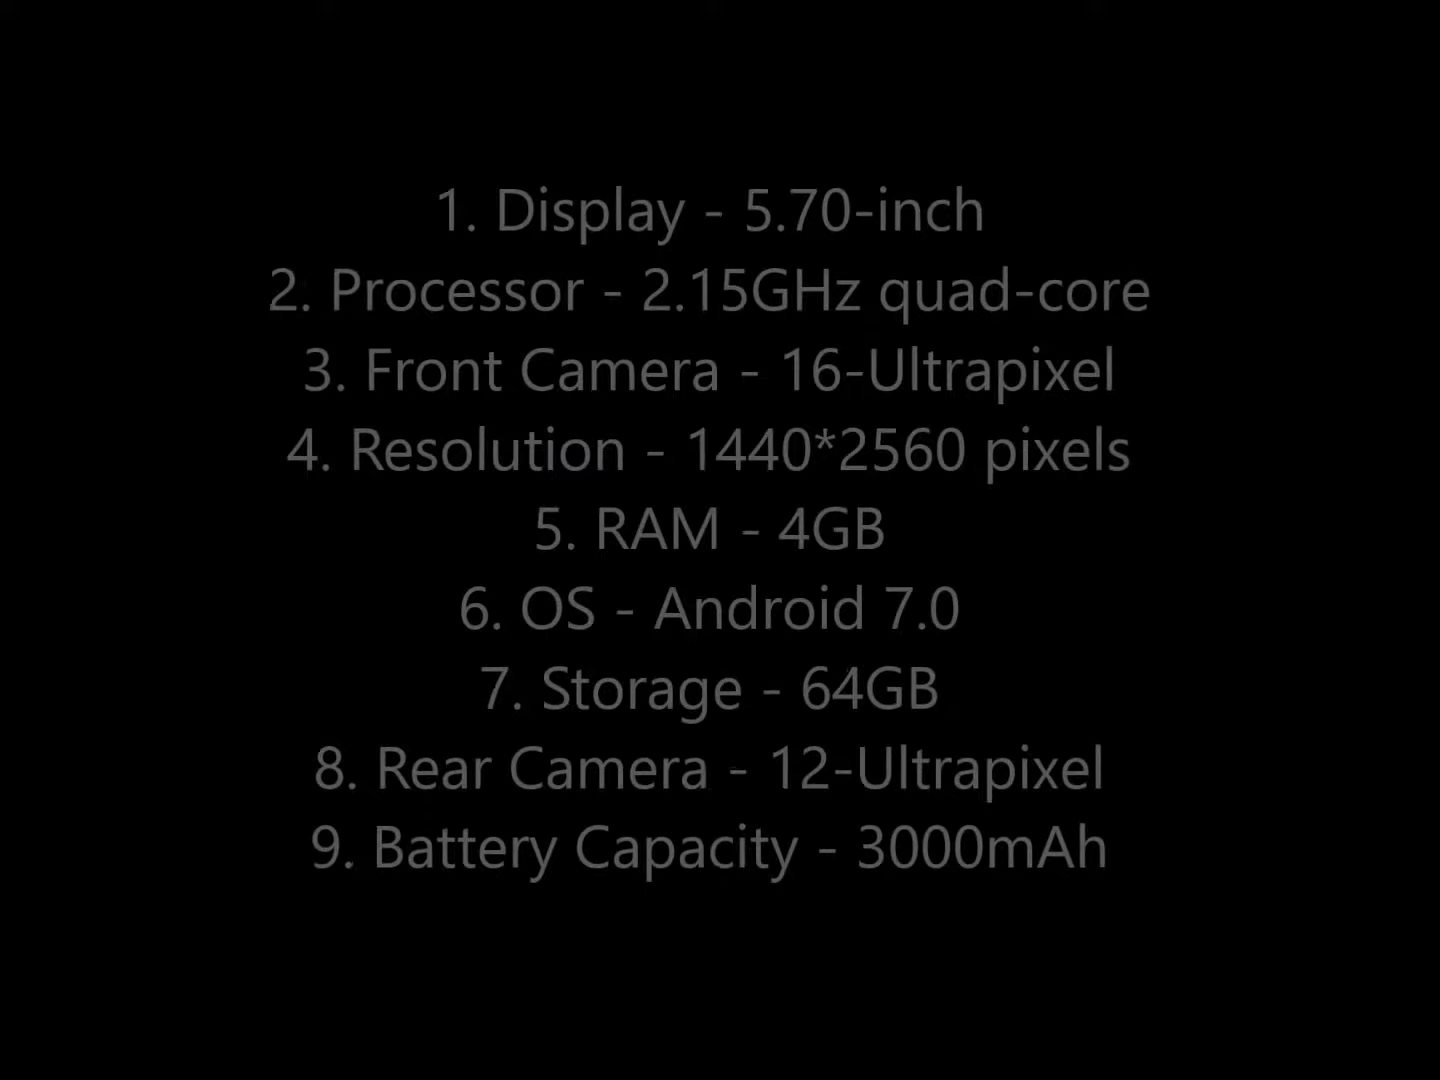 1. Display - 5.70-inch
2. Processor - 2.15GHz quad-core
3. Front Camera - 16-Ultrapixel
4. Resolution - 1440*2560 pixels
5. RAM - 4GB
6. OS - Android 7.0
7. Storage - 64GB
8. Rear Camera - 12-Ultrapixel
9. Battery Capacity - 3000mAh